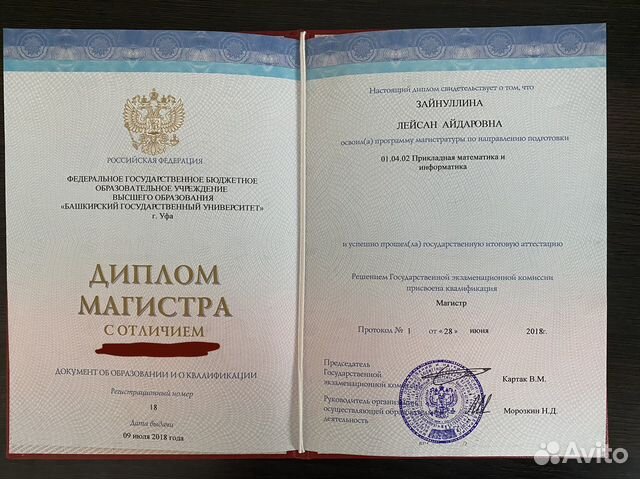 РОССИЙСКАЯ ФЕДЕРАЦИЯ
ФЕДЕРАЛЬНОЕ ГОСУДАРСТВЕННОЕ БЮДЖЕТНОЕ
ОБРАЗОВАТЕЛЬНОЕ УЧРЕЖДЕНИЕ
ВЫСШЕГО ОБРАЗОВАНИЯ
«БАШКИРСКИЙ ГОСУДАРСТВЕННЫЙ УНИВЕРСИТЕТ»
г. Уфа
ДИПЛОМ
МАГИСТРА
С ОТЛИЧИЕМ
ДОКУМЕНТ ОБ ОБРАЗОВАНИИ И О КВАЛИФИКАЦИИ
Регистрационный номер
18
Дата выдачи
09 июля 2018 года
Настоящий диплом свидетельствует о том, что
ЗАЙНУЛЛИНА
ЛЕЙСАН АЙДАРОВНА
освоил(а) программу магистратуры по направлению подготовки
01.04.02 Прикладная математика и
информатика
и успешно прошел(ла) государственную итоговую аттестацию
Решением Государственной экзаменационной комиссии
присвоена квалификация
Магистр
Протокол № 1 от «28» июня 2018г.
Председатель
Государственной
экзаменационной Картак В.М.
Руководитель
осуществляющей Морозкин Н.Д.
деятельность
Avito